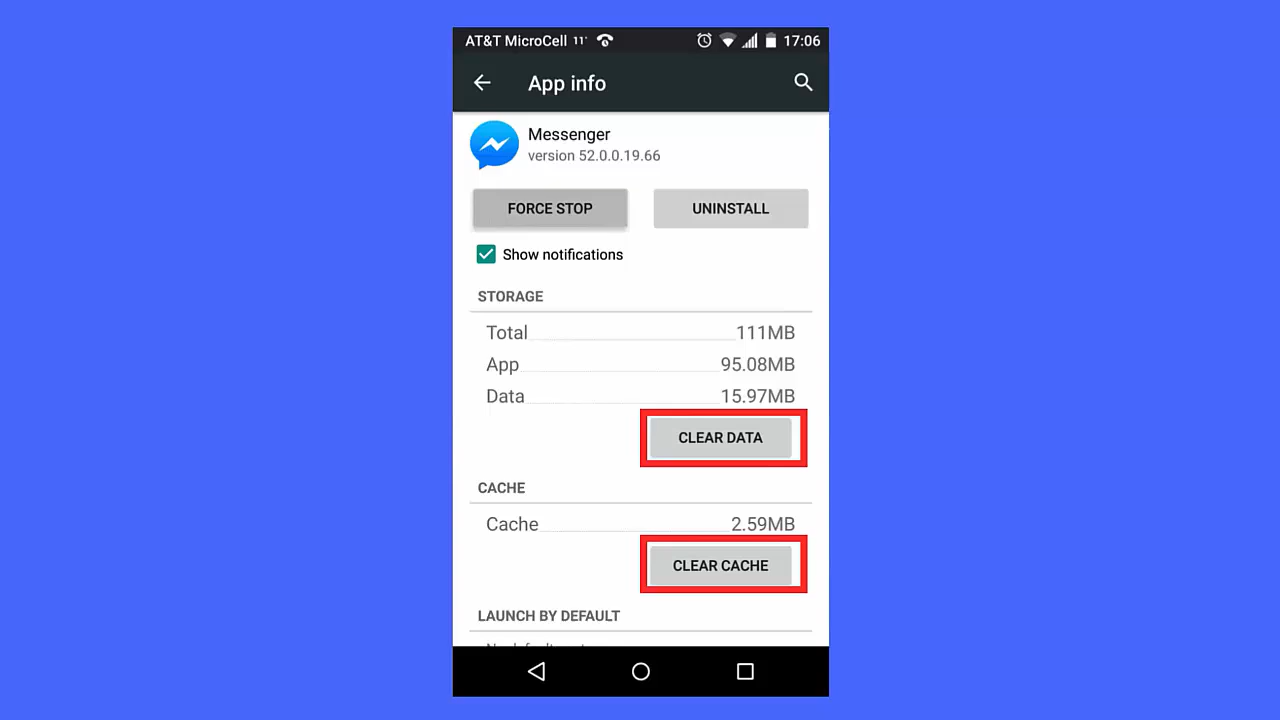 AT&T MicroCell 11° 17:06
App info
Messenger
version 52.0.0.19.66
FORCE STOP UNINSTALL
Show notifications
STORAGE
Total 111MB
App 95.08MB
Data 15.97MB
CLEAR DATA
CACHE
Cache 2.59MB
CLEAR CACHE
LAUNCH BY DEFAULT